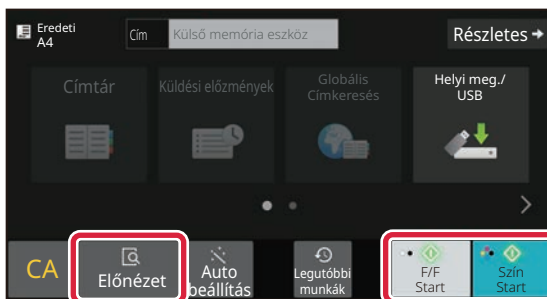 Eredeti
A4
Cím
Külső memória eszköz
Részletes
Címtár
Küldési előzmények
Globális
Címkeresés
Helyi meg./
USB
CA
Előnézet
Auto
beállítás
Legutóbbi
munkák
F/F
Start
Szín
Start